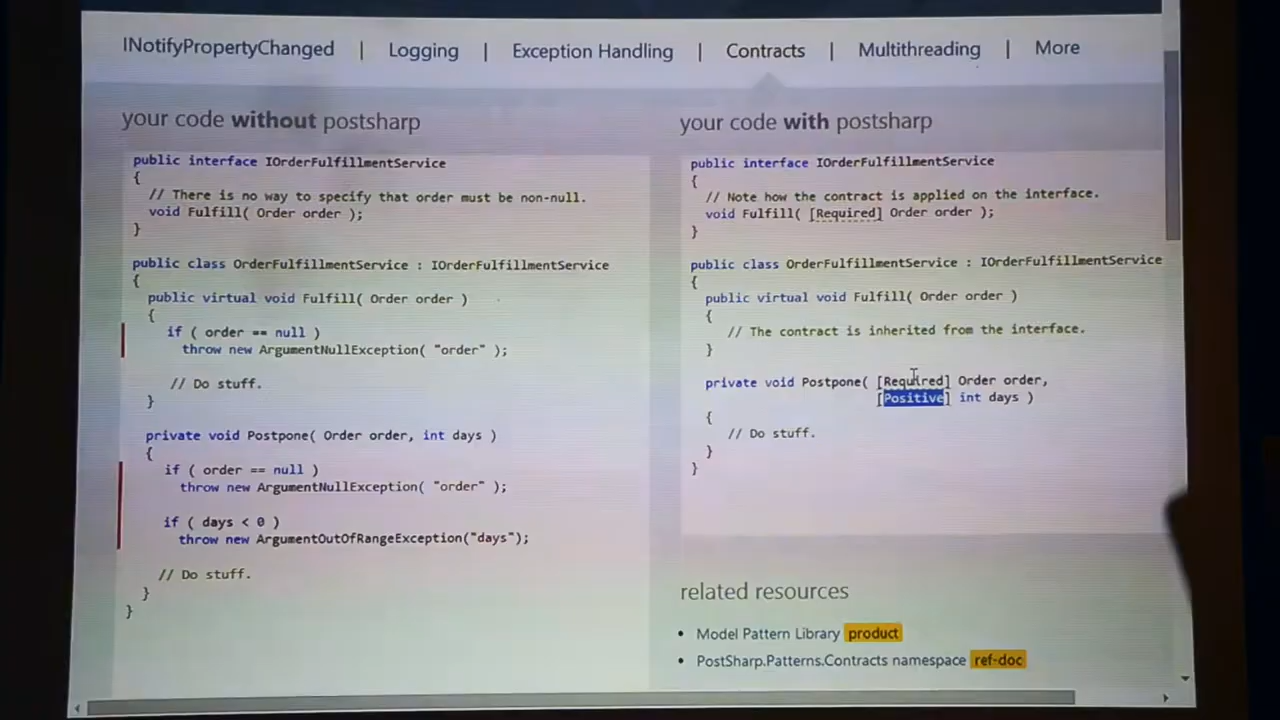 INotifyPropertyChanged | Logging | Exception Handling | Contracts | Multithreading | More
your code without postsharp
public interface IOrderFulfillmentService
{
// There is no way to specify that order must be non-null.
void Fulfill( Order order );
}
public class OrderFulfillmentService : IOrderFulfillmentService
{
public virtual void Fulfill( Order order )
{
if ( order == null )
throw new ArgumentNullException( "order" );
// Do stuff.
}
private void Postpone( Order order, int days )
{
if ( order == null )
throw new ArgumentNullException( "order" );
if ( days < 0 )
throw new ArgumentOutOfRangeException("days");
// Do stuff.
}
}
your code with postsharp
public interface IOrderFulfillmentService
{
// Note how the contract is applied on the interface.
void Fulfill( [Required] Order order );
}
public class OrderFulfillmentService : IOrderFulfillmentService
{
public virtual void Fulfill( Order order )
{
// The contract is inherited from the interface.
}
private void Postpone( [Required] Order order,
[Positive] int days )
{
// Do stuff.
}
}
related resources
• Model Pattern Library product
• PostSharp.Patterns.Contracts namespace ref-doc